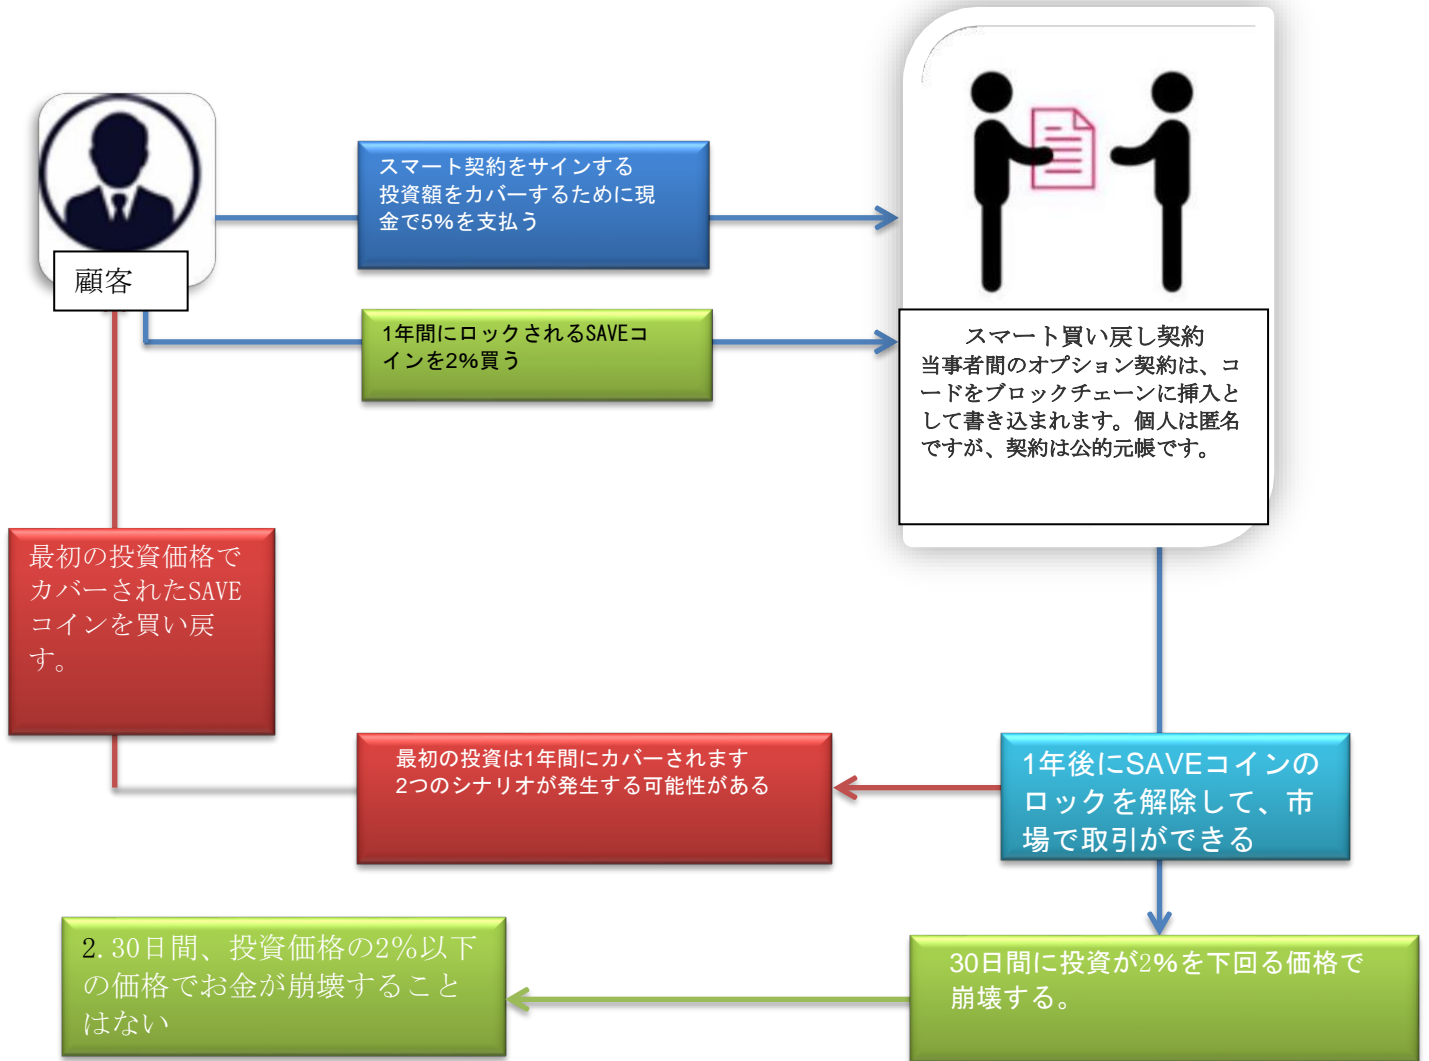 スマート契約をサインする
投資額をカバーするために現
金で5%を支払う
顧客
1年間にロックされるSAVEコ
インを2%買う
スマート買い戻し契約
当事者間のオプション契約は、コ
ードをブロックチェーンに挿入と
して書き込まれます。個人は匿名
ですが、契約は公的元帳です。
最初の投資価格で
カバーされたSAVE
コインを買い戻
す。
最初の投資は1年間にカバーされます
2つのシナリオが発生する可能性がある
1年後にSAVEコインの
ロックを解除して、市
場で取引ができる
2.30日間、投資価格の2%以下
の価格でお金が崩壊すること
はない
30日間に投資が2%を下回る価格で
崩壊する。